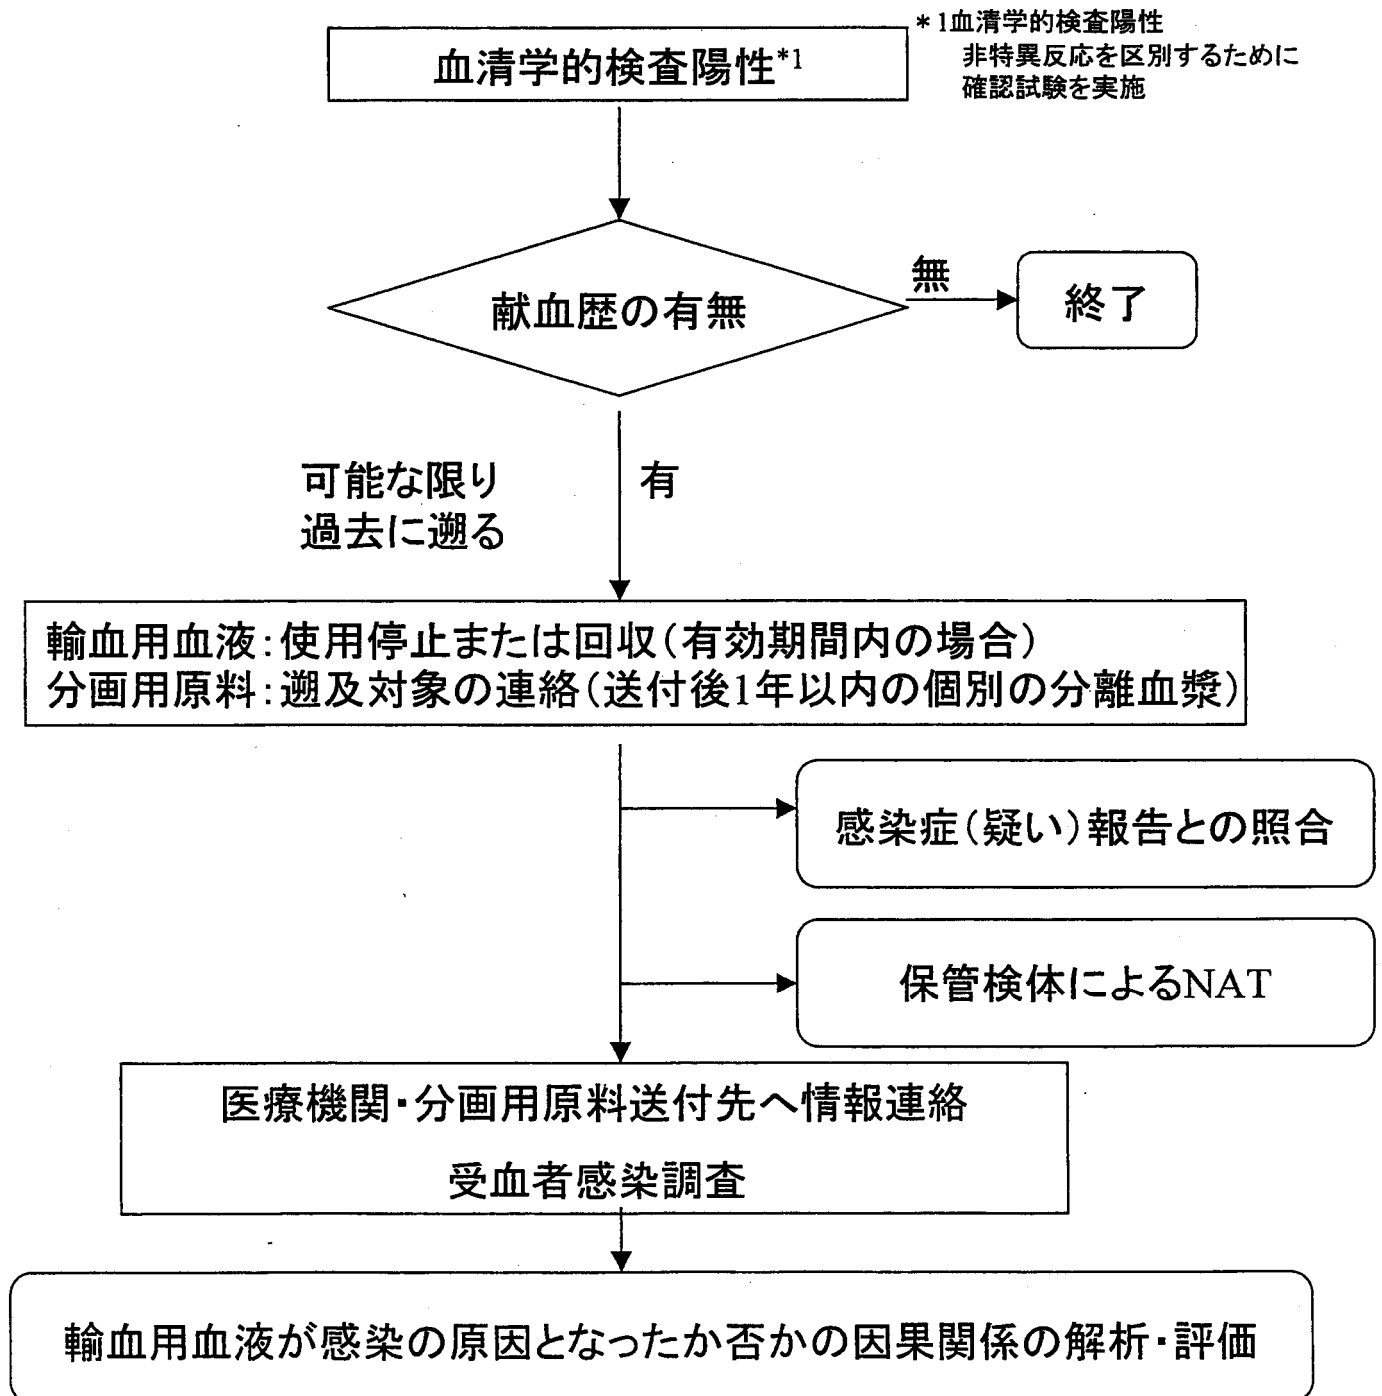 血清学的検査陽性*1
*1血清学的検査陽性
非特異反応を区別するために
確認試験を実施
献血歴の有無
無
終了
可能な限り
過去に遡る
有
輸血用血液:使用停止または回収(有効期間内の場合)
分画用原料:遡及対象の連絡(送付後1年以内の個別の分離血漿)
感染症(疑い)報告との照合
保管検体によるNAT
医療機関・分画用原料送付先へ情報連絡
受血者感染調査
輸血用血液が感染の原因となったか否かの因果関係の解析・評価